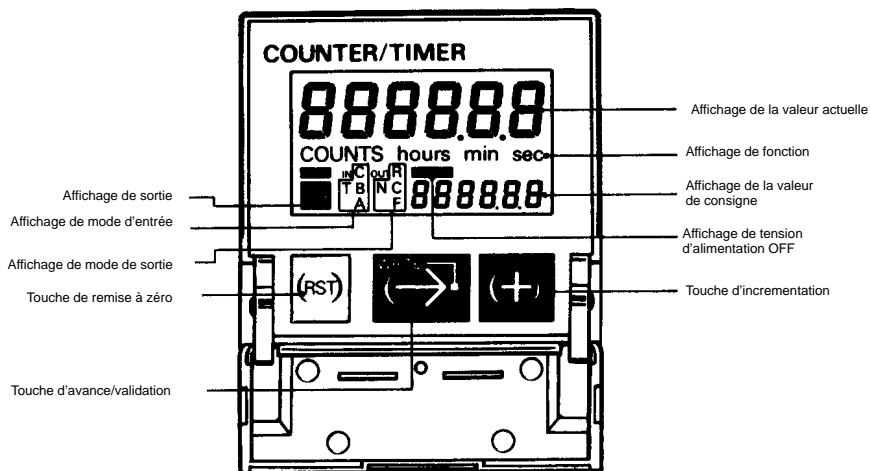 COUNTER/TIMER
888888
COUNTS hours min sec
IN C OUT R
T B N C
A F
888888
(RST)
(→)
(+)
Affichage de la valeur actuelle
Affichage de fonction
Affichage de la valeur
de consigne
Affichage de tension
d'alimentation OFF
Touche d'incrementation
Affichage de sortie
Affichage de mode d'entrée
Affichage de mode de sortie
Touche de remise à zéro
Touche d'avance/validation